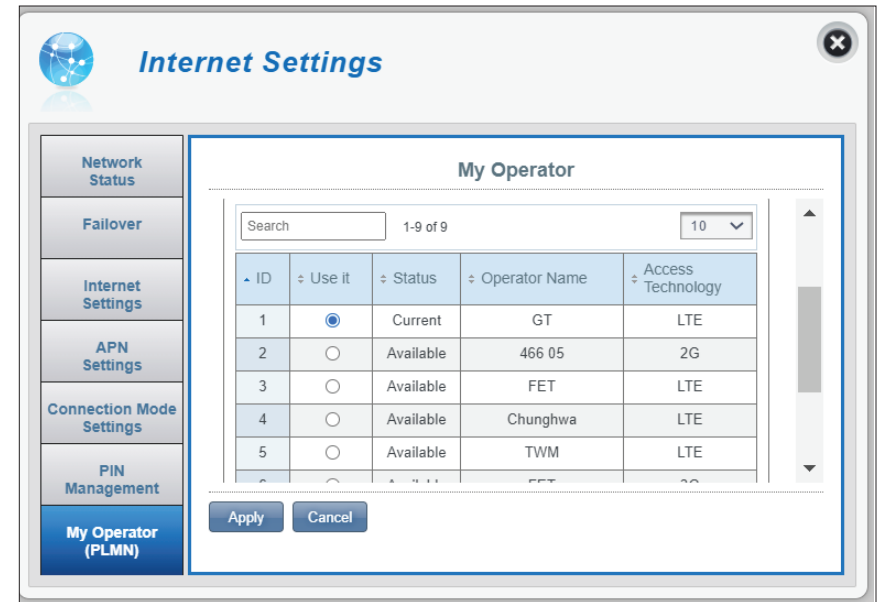 Internet Settings
Network
Status
Failover
Internet
Settings
APN
Settings
Connection Mode
Settings
PIN
Management
My Operator
(PLMN)
My Operator
Search 1-9 of 9 10
ID Use it Status Operator Name Access Technology
1 Current GT LTE
2 Available 466 05 2G
3 Available FET LTE
4 Available Chunghwa LTE
5 Available TWM LTE
Apply Cancel